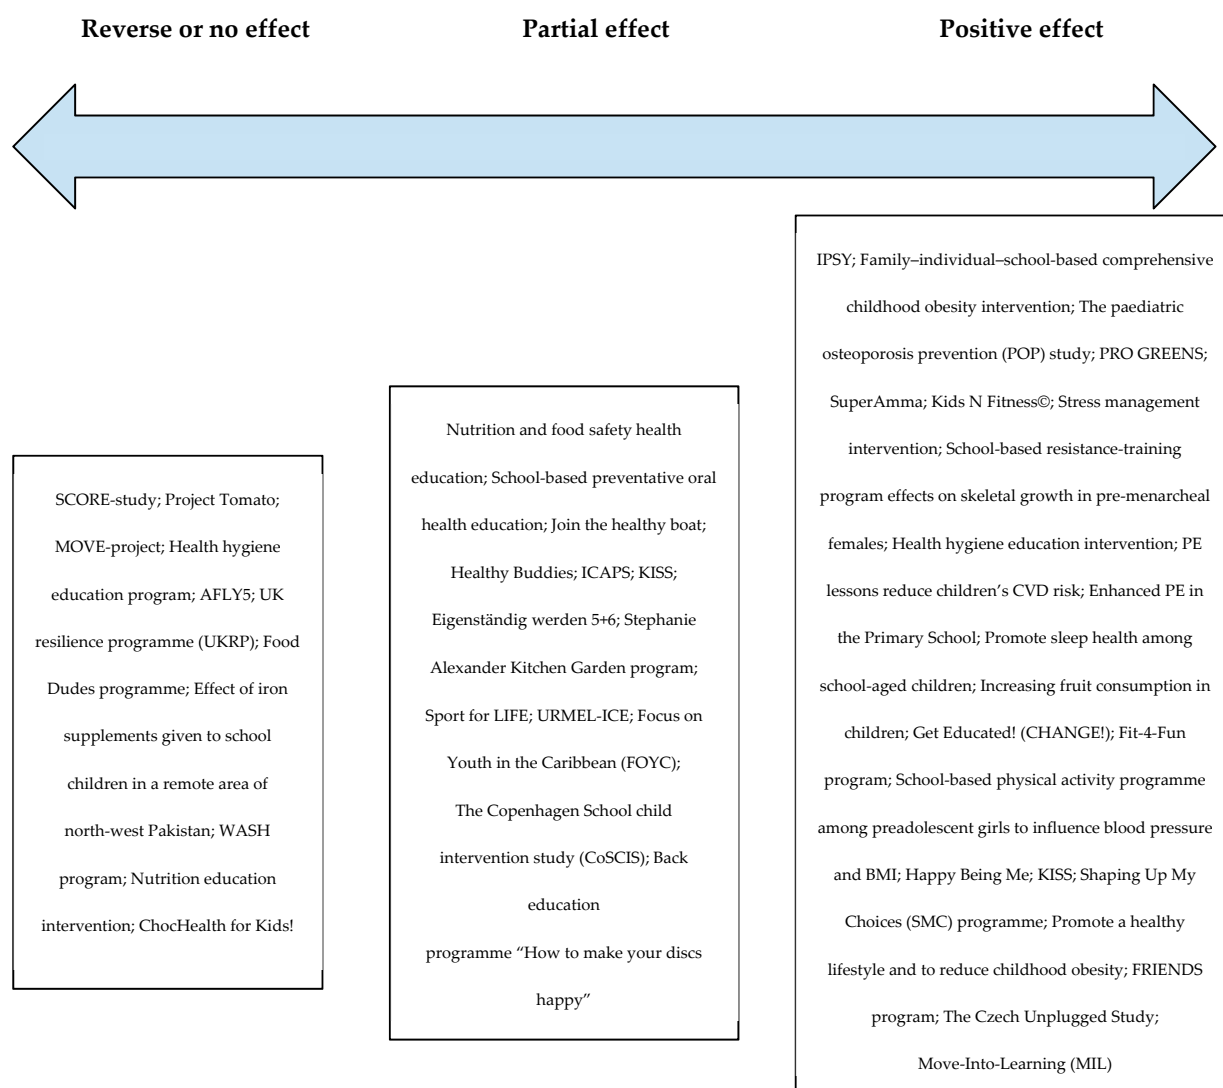 Reverse or no effect
Partial effect
Positive effect
SCORE-study; Project Tomato;
MOVE-project; Health hygiene
education program; AFLY5; UK
resilience programme (UKRP); Food
Dudes programme; Effect of iron
supplements given to school
children in a remote area of
north-west Pakistan; WASH
program; Nutrition education
intervention; ChocHealth for Kids!
Nutrition and food safety health
education; School-based preventative oral
health education; Join the healthy boat;
Healthy Buddies; ICAPS; KISS;
Eigenständig werden 5+6; Stephanie
Alexander Kitchen Garden program;
Sport for LIFE; URMEL-ICE; Focus on
Youth in the Caribbean (FOYC);
The Copenhagen School child
intervention study (CoSCIS); Back
education
programme “How to make your discs
happy”
IPSY; Family–individual–school-based comprehensive
childhood obesity intervention; The paediatric
osteoporosis prevention (POP) study; PRO GREENS;
SuperAmma; Kids N Fitness©; Stress management
intervention; School-based resistance-training
program effects on skeletal growth in pre-menarcheal
females; Health hygiene education intervention; PE
lessons reduce children’s CVD risk; Enhanced PE in
the Primary School; Promote sleep health among
school-aged children; Increasing fruit consumption in
children; Get Educated! (CHANGE!); Fit-4-Fun
program; School-based physical activity programme
among preadolescent girls to influence blood pressure
and BMI; Happy Being Me; KISS; Shaping Up My
Choices (SMC) programme; Promote a healthy
lifestyle and to reduce childhood obesity; FRIENDS
program; The Czech Unplugged Study;
Move-Into-Learning (MIL)